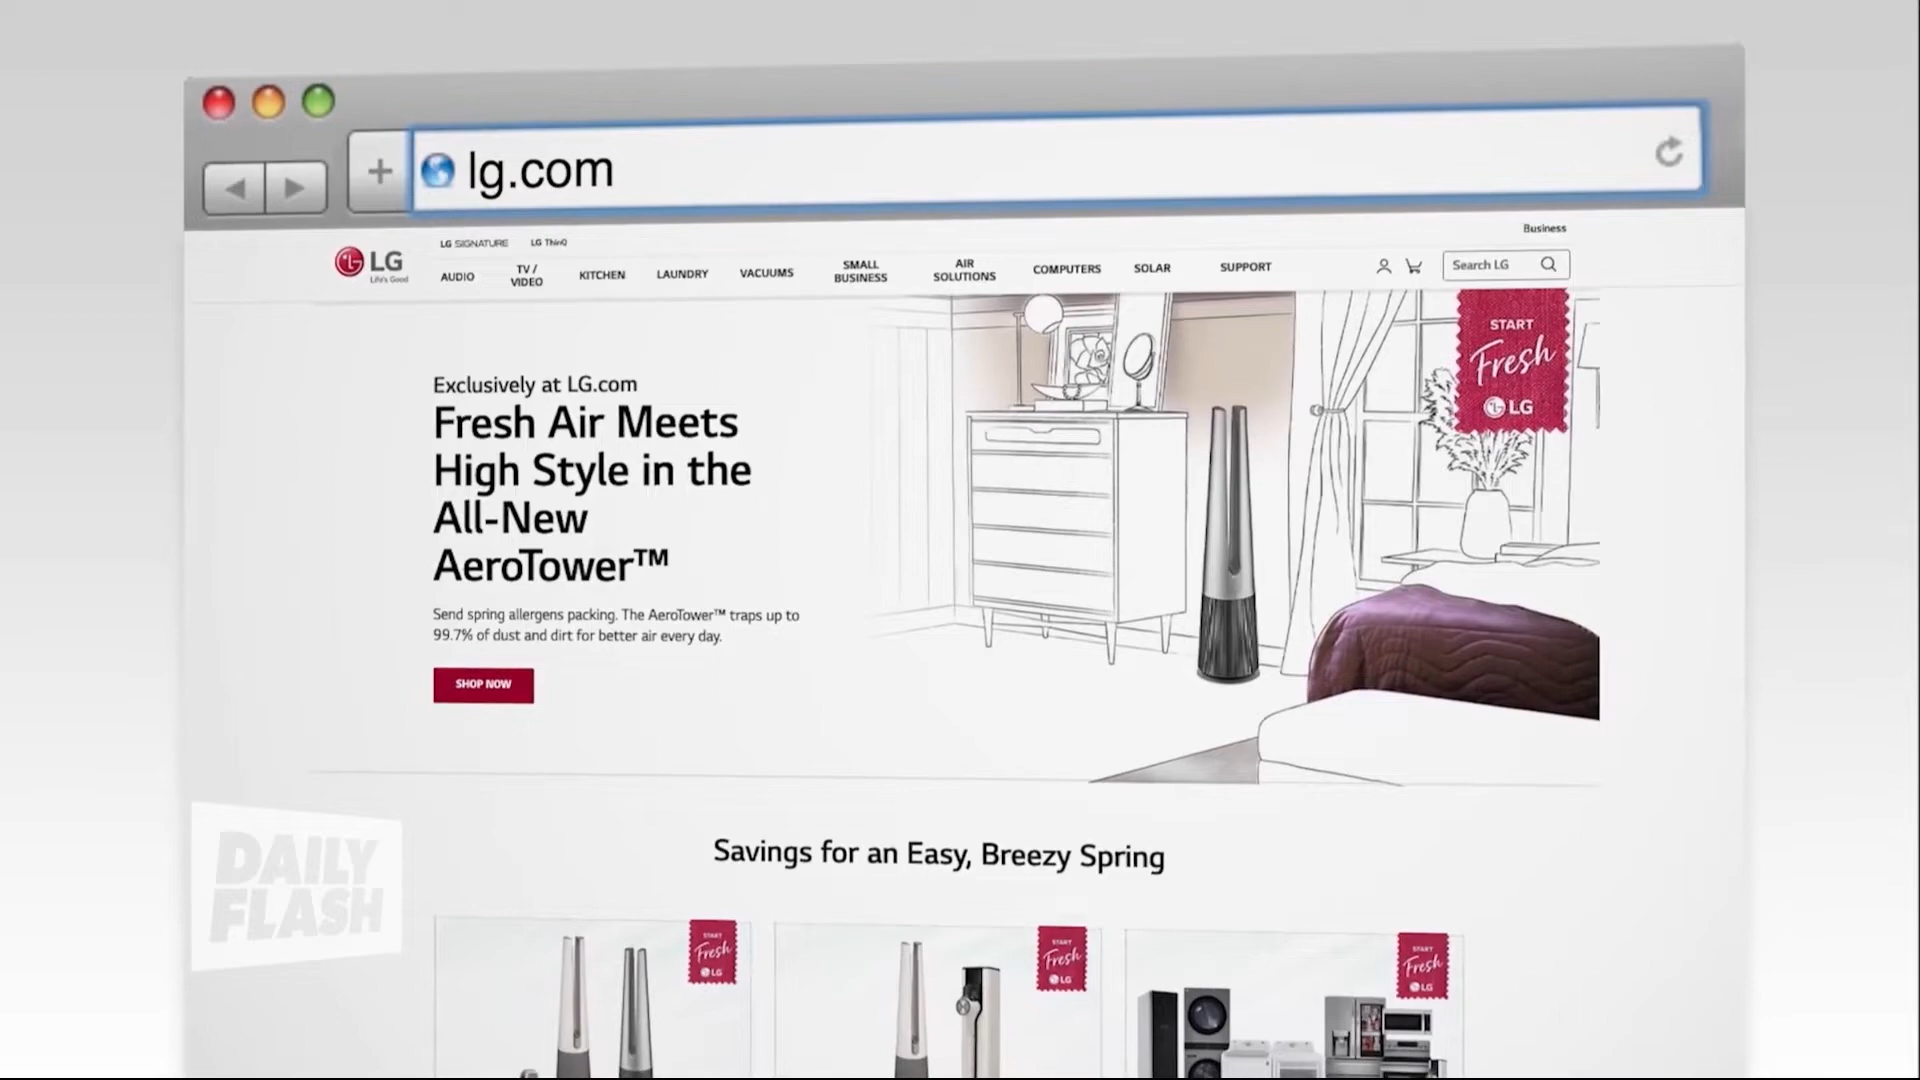 lg.com
Business
LG SIGNATURE LG ThinQ
LG
Life's Good
AUDIO
TV /
VIDEO
KITCHEN
LAUNDRY
VACUUMS
SMALL
BUSINESS
AIR
SOLUTIONS
COMPUTERS
SOLAR
SUPPORT
Search LG
START
Fresh
LG
Exclusively at LG.com
Fresh Air Meets
High Style in the
All-New
AeroTower™
Send spring allergens packing. The AeroTower™ traps up to
99.7% of dust and dirt for better air every day.
SHOP NOW
Savings for an Easy, Breezy Spring
DAILY
FLASH
START
Fresh
LG
START
Fresh
LG
START
Fresh
LG